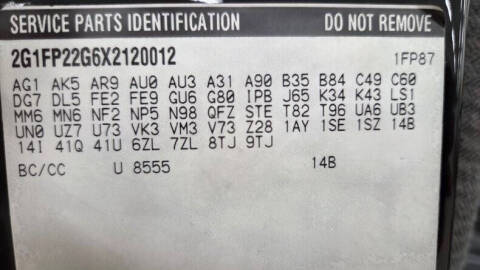 SERVICE PARTS IDENTIFICATION DO NOT REMOVE
2G1FP22G6X2120012 1FP87
AG1 AK5 AR9 AU0 AU3 A31 A90 B35 B84 C49 C60
DG7 DL5 FE2 FE9 GU6 G80 IPB J65 K34 K43 LS1
MM6 MN6 NF2 NP5 N98 QFZ STE T82 T96 UA6 UB3
UN0 UZ7 U73 VK3 VM3 V73 Z28 1AY 1SE 1SZ 14B
14I 41Q 41U 6ZL 7ZL 8TJ 9TJ
BC/CC U 8555 14B